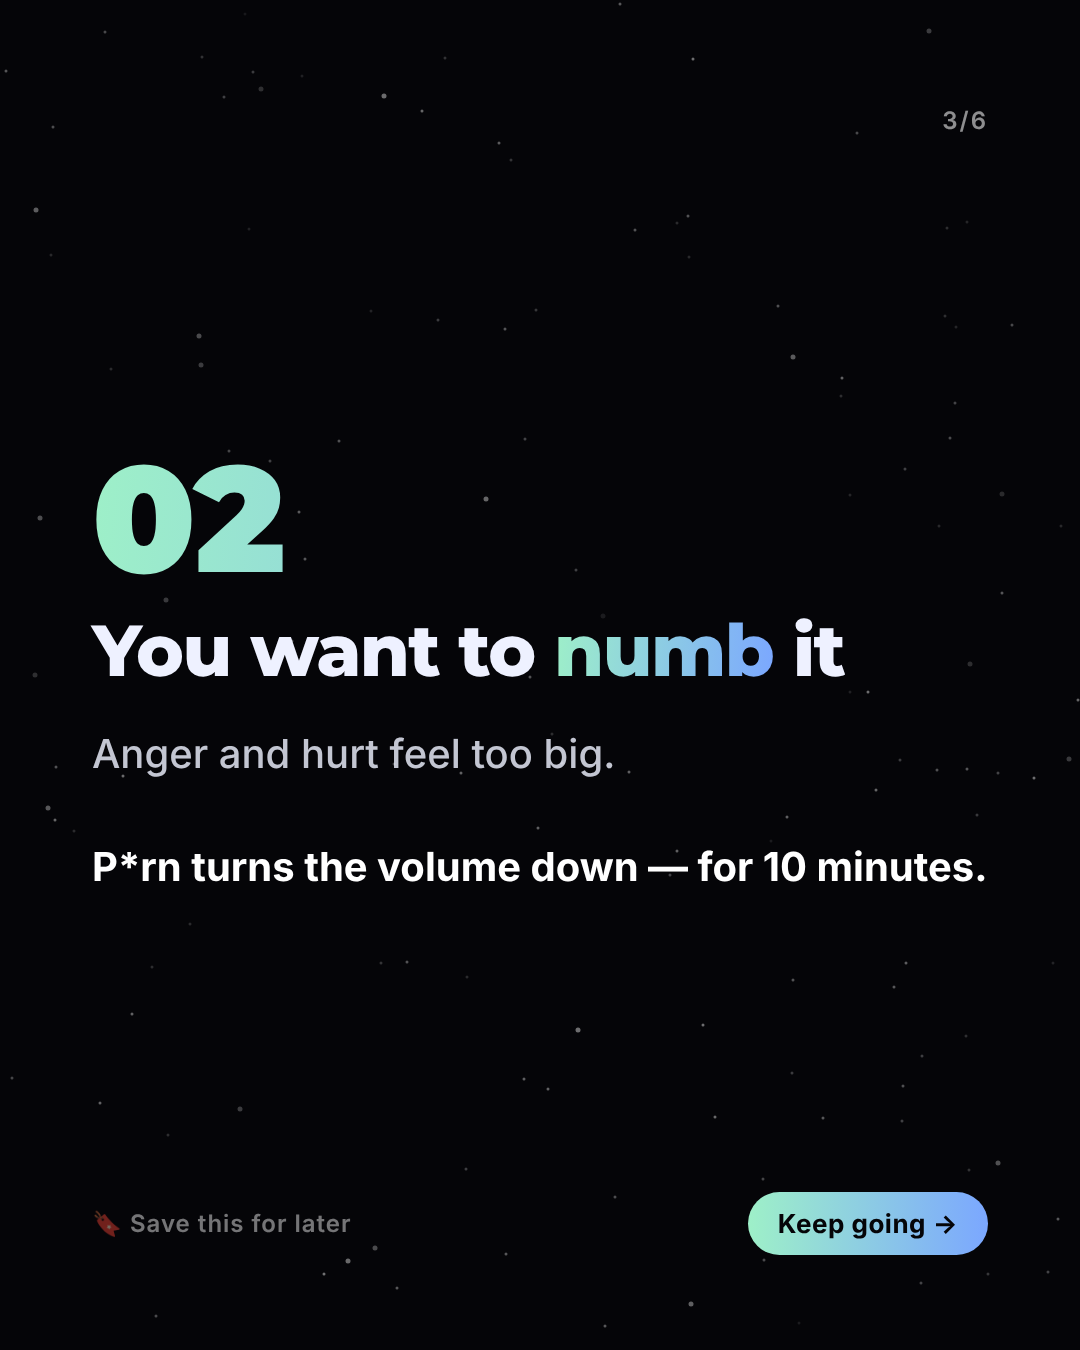 3/6
02
You want to numb it
Anger and hurt feel too big.
P*rn turns the volume down — for 10 minutes.
🔖 Save this for later
Keep going →